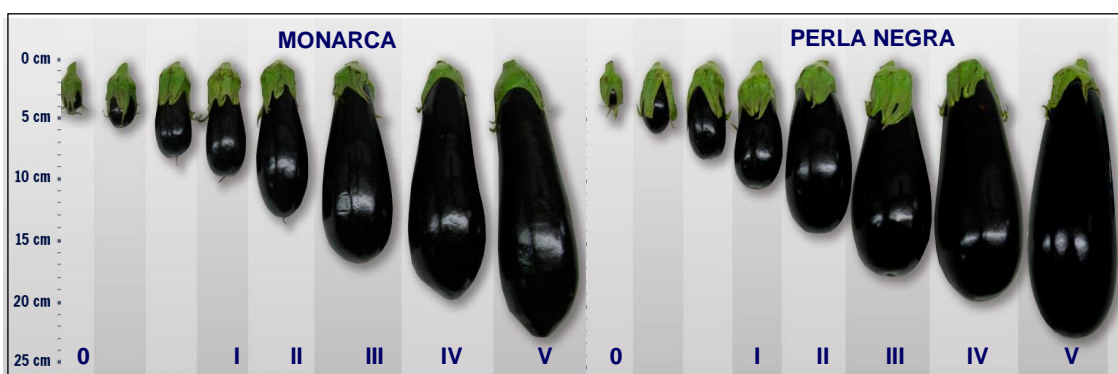 MONARCA
PERLA NEGRA
0 cm
5 cm
10 cm
15 cm
20 cm
25 cm
0 I II III IV V
0 I II III IV V